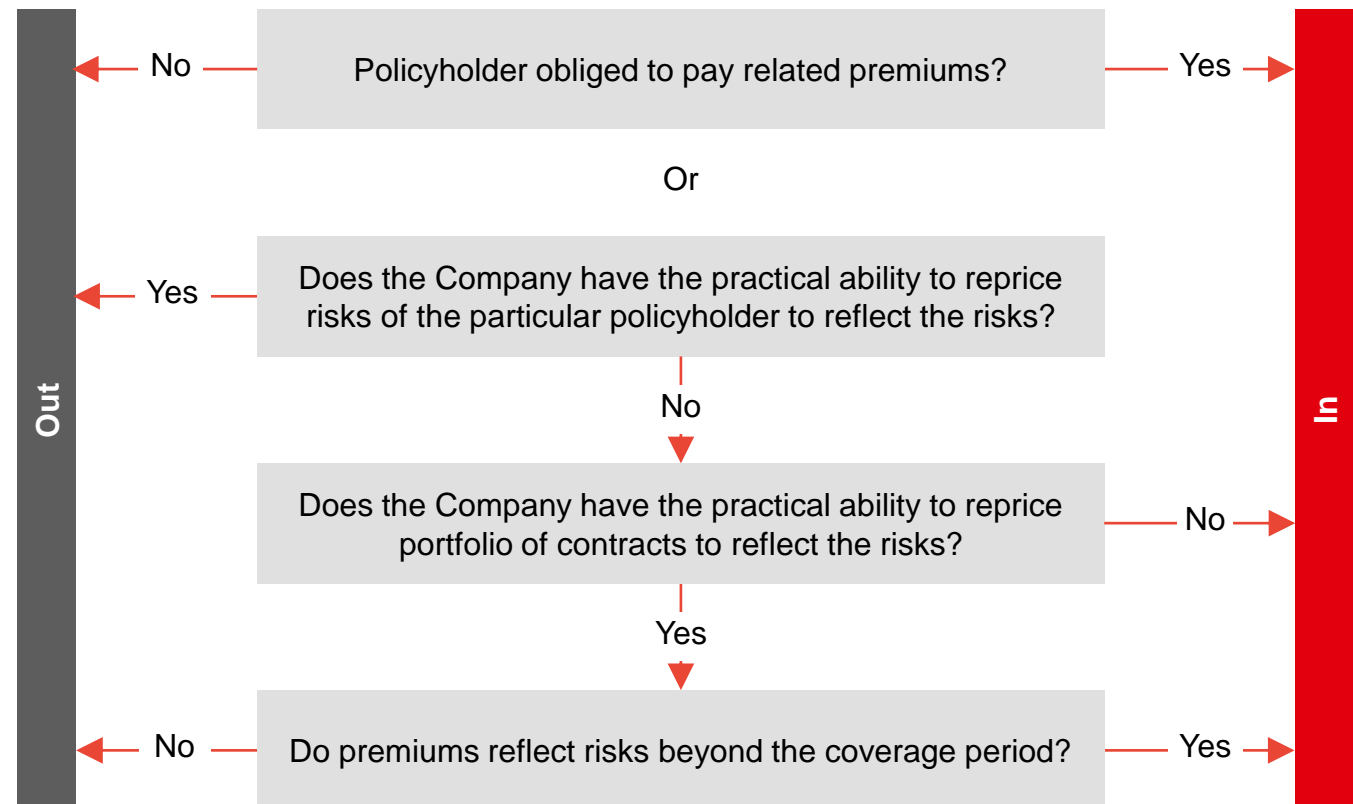 No
Policyholder obliged to pay related premiums?
Yes
Or
Yes
Does the Company have the practical ability to reprice
risks of the particular policyholder to reflect the risks?
Out
No
In
Does the Company have the practical ability to reprice
portfolio of contracts to reflect the risks?
No
Yes
No
Do premiums reflect risks beyond the coverage period?
Yes